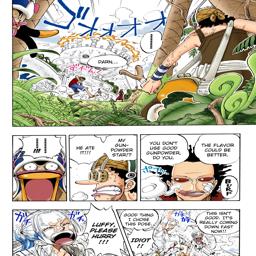 DARN...
THE FLAVOR
COULD BE
BETTER.
YOU DON'T
USE GOOD
GUNPOWDER,
DO YOU.
MY
GUN-
POWDER
STAR!?
HE ATE
IT!!!
THIS ISN'T
GOOD. IT'S
REALLY COMING
DOWN FAST
NOW!!
GOOD THING I
CHOSE THIS
POSE.
IDIOT
LUFFY,
PLEASE
HURRY
!!!